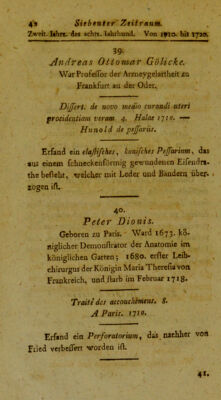 42 Siebenter Zeitraum.
Zweit. Jahrz. des achtz. Jahrhund. Von 1710. bis 1720.
39.
Andreas Ottomar Gölicke.
War Professor der Arzneygelartheit zu
Frankfurt an der Oder.
Dissert. de novo medio curandi uteri
procidentiam veram 4. Halae 1710. —
Hunold de pessariis.
Erfand ein elastisches, konisches Pessarium, das
aus einem schneckenförmig gewundenen Eisendra-
the besteht, welcher mit Leder und Bändern über-
zogen ist.
40.
Peter Dionis.
Geboren zu Paris. Ward 1673. kö-
niglicher Demonstrator der Anatomie im
königlichen Garten; 1680. erster Leib-
chirurgus der Königin Maria Theresia von
Frankreich, und starb im Februar 1718.
Traité des accouchémens. 8.
A Paris. 1710.
Erfand ein Perforatorium, das nachher von
Fried verbessert worden ist.
41.